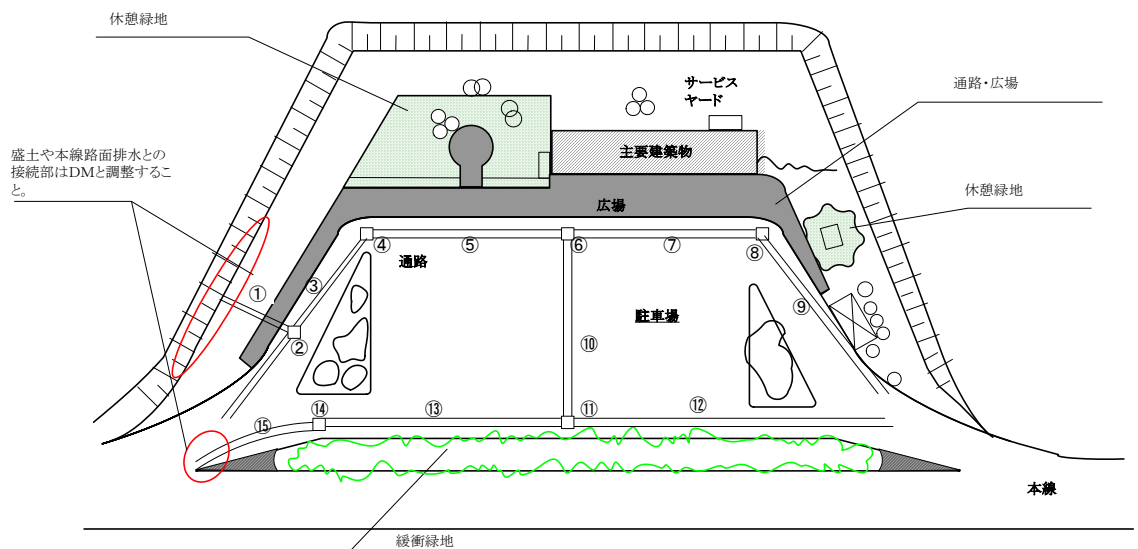 休憩緑地
サービス
ヤード
通路・広場
盛土や本線路面排水との
接続部はDMと調整するこ
と。
主要建築物
休憩緑地
広場
④
⑤
⑥
⑦
⑧
通路
①
③
②
⑨
駐車場
⑩
⑭
⑬
⑪
⑫
⑮
本線
緩衝緑地